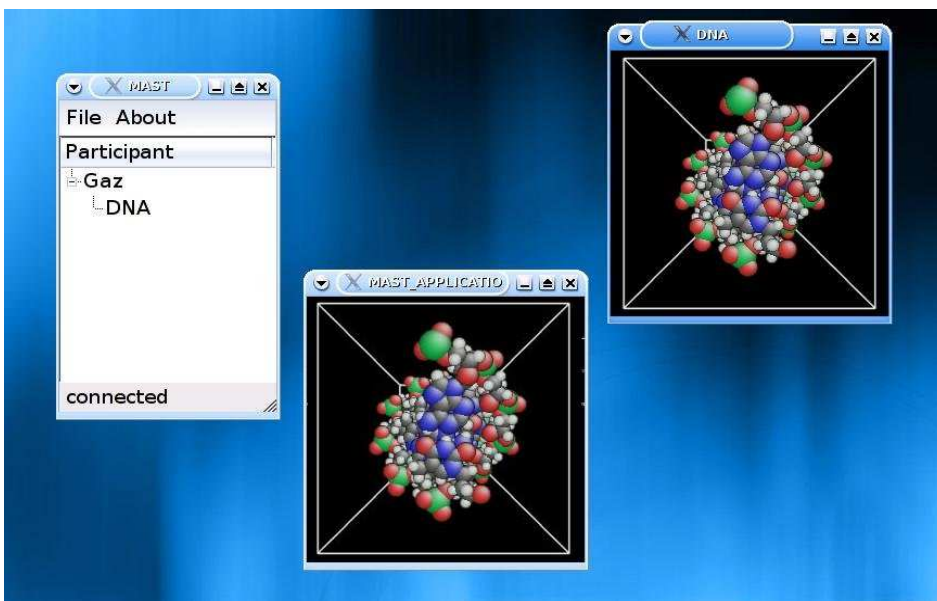 MAST
File About
Participant
Gaz
DNA
connected
MAST_APPLICATIO
DNA